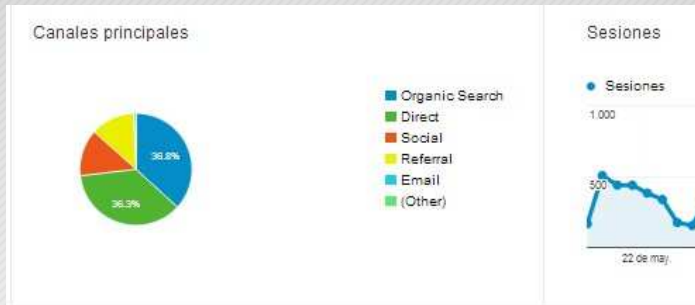 Canales principales
36.8%
36.3%
Organic Search
Direct
Social
Referral
Email
(Other)
Sesiones
Sesiones
1.000
500
22 de may.